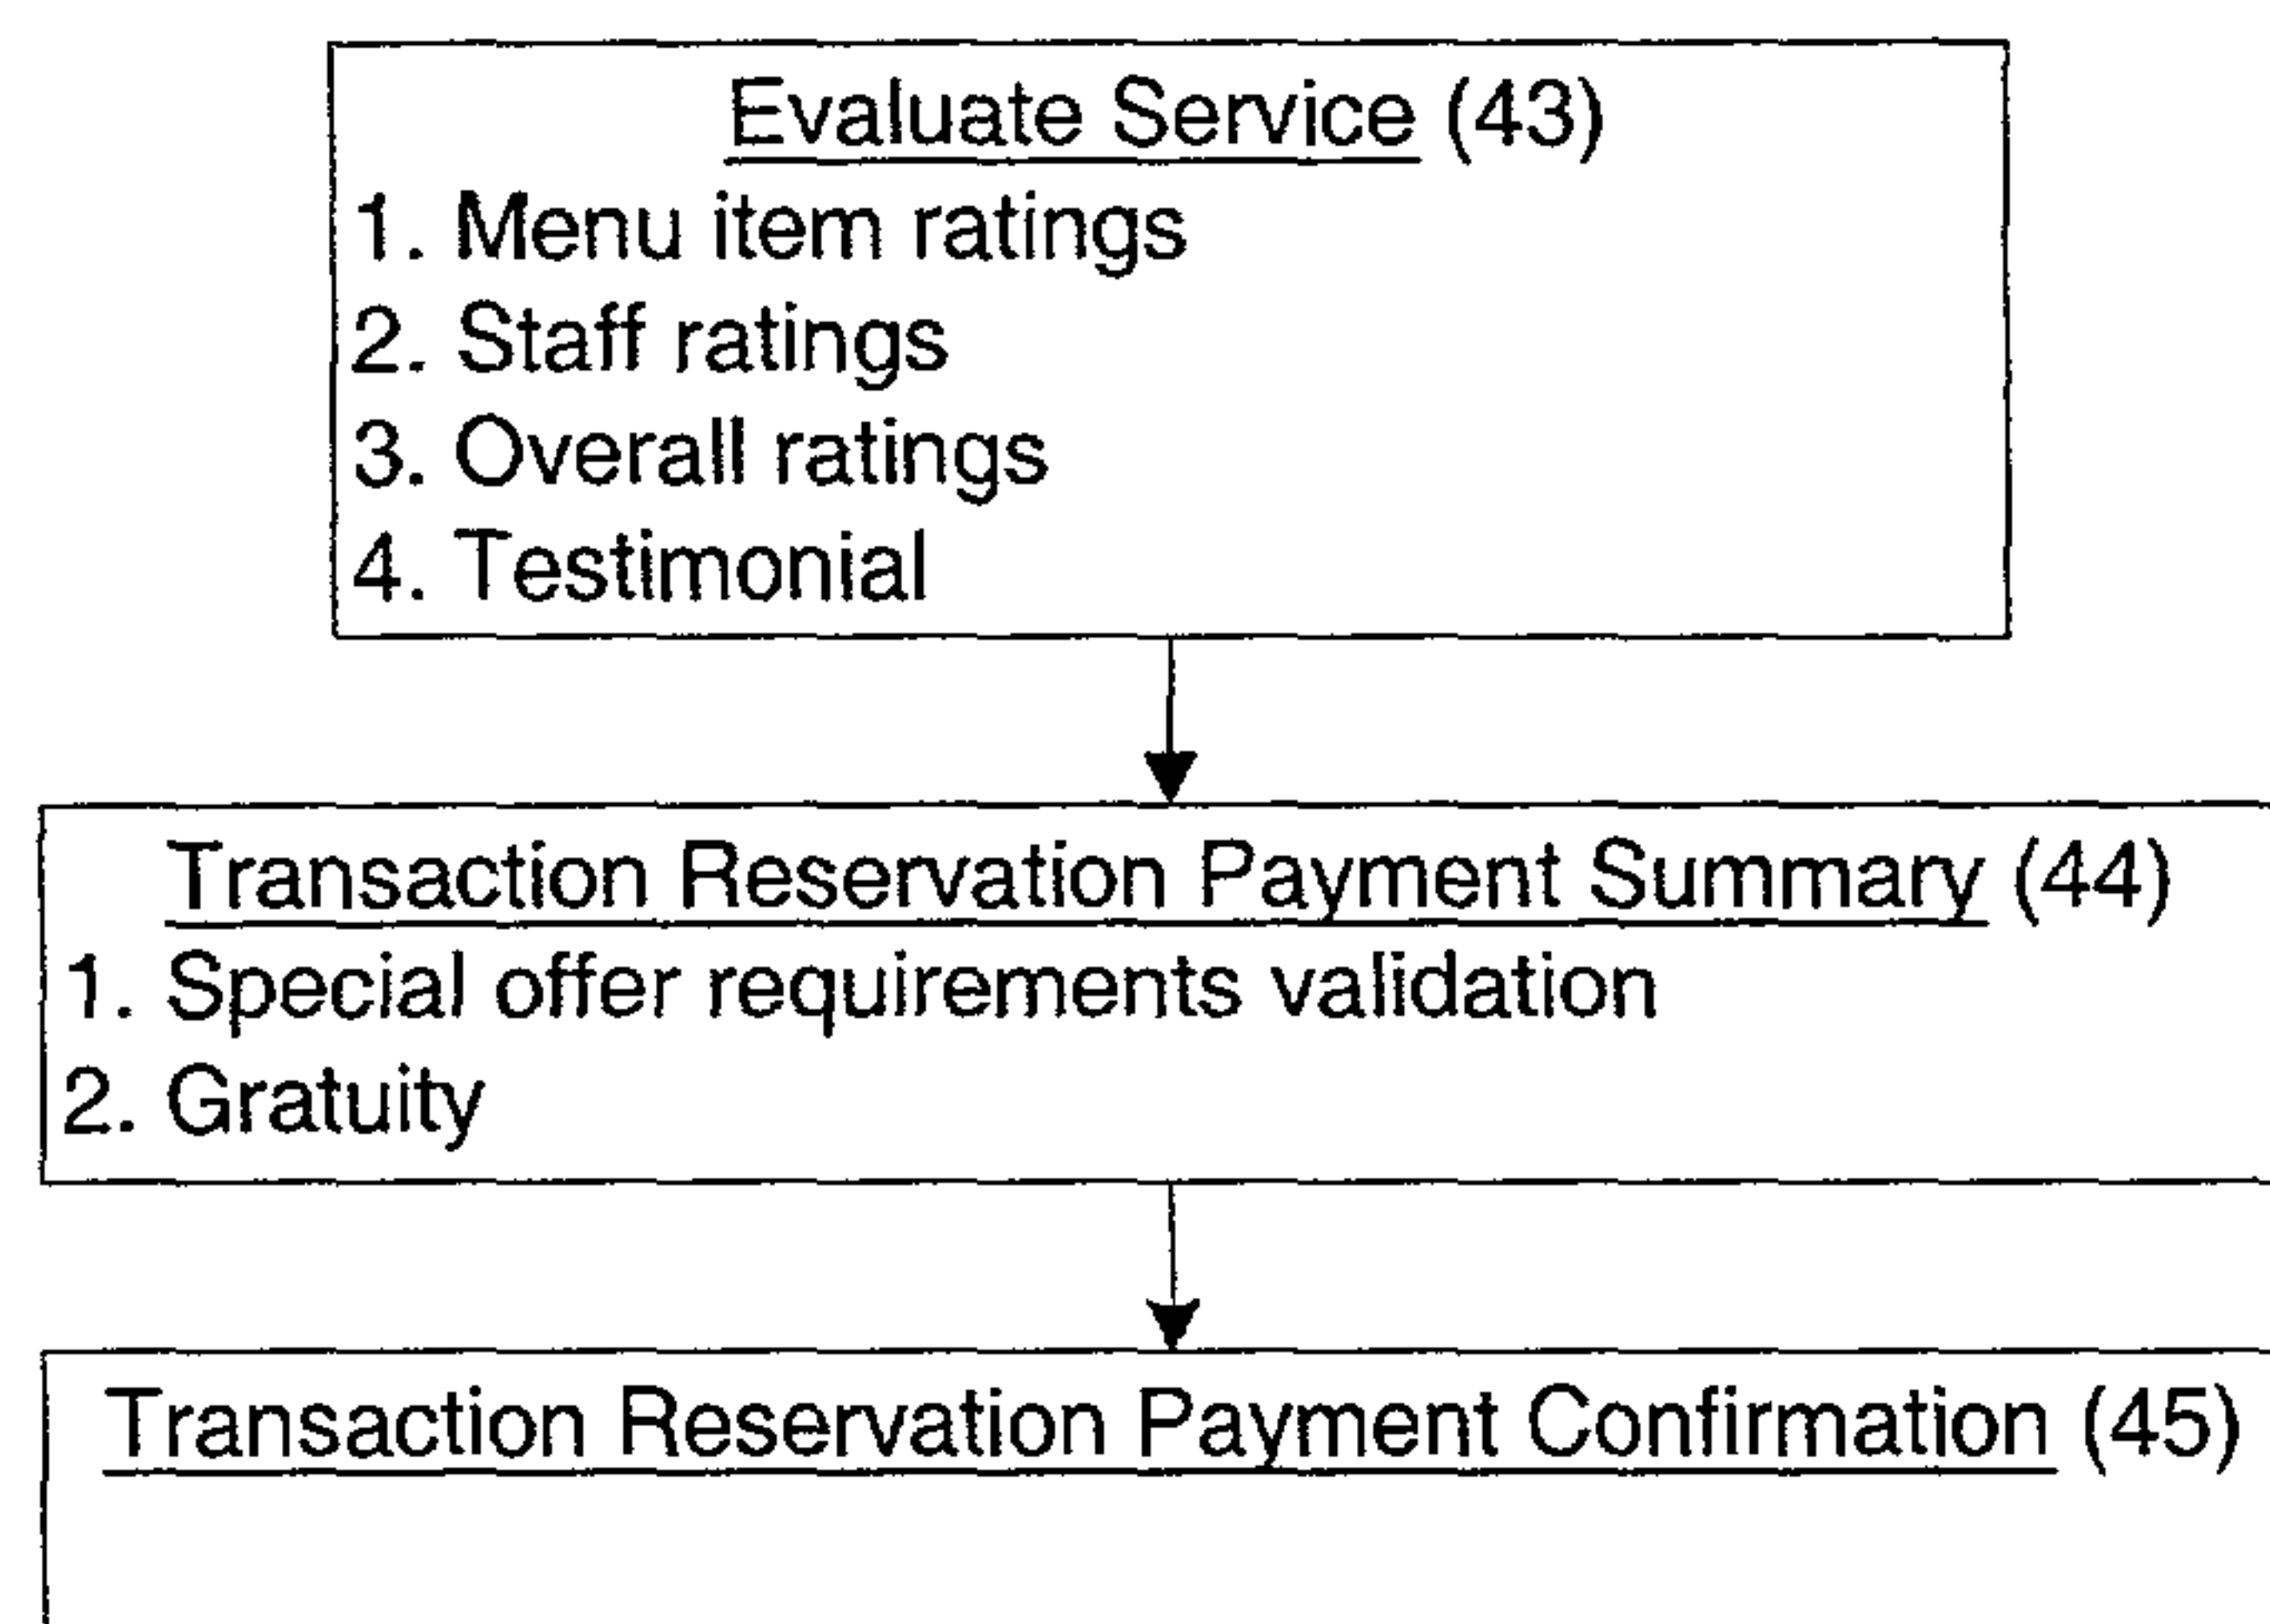 Evaluate Service (43)
1. Menu item ratings
2. Staff ratings
3. Overall ratings
4. Testimonial
Transaction Reservation Payment Summary (44)
1. Special offer requirements validation
2. Gratuity
Transaction Reservation Payment Confirmation (45)